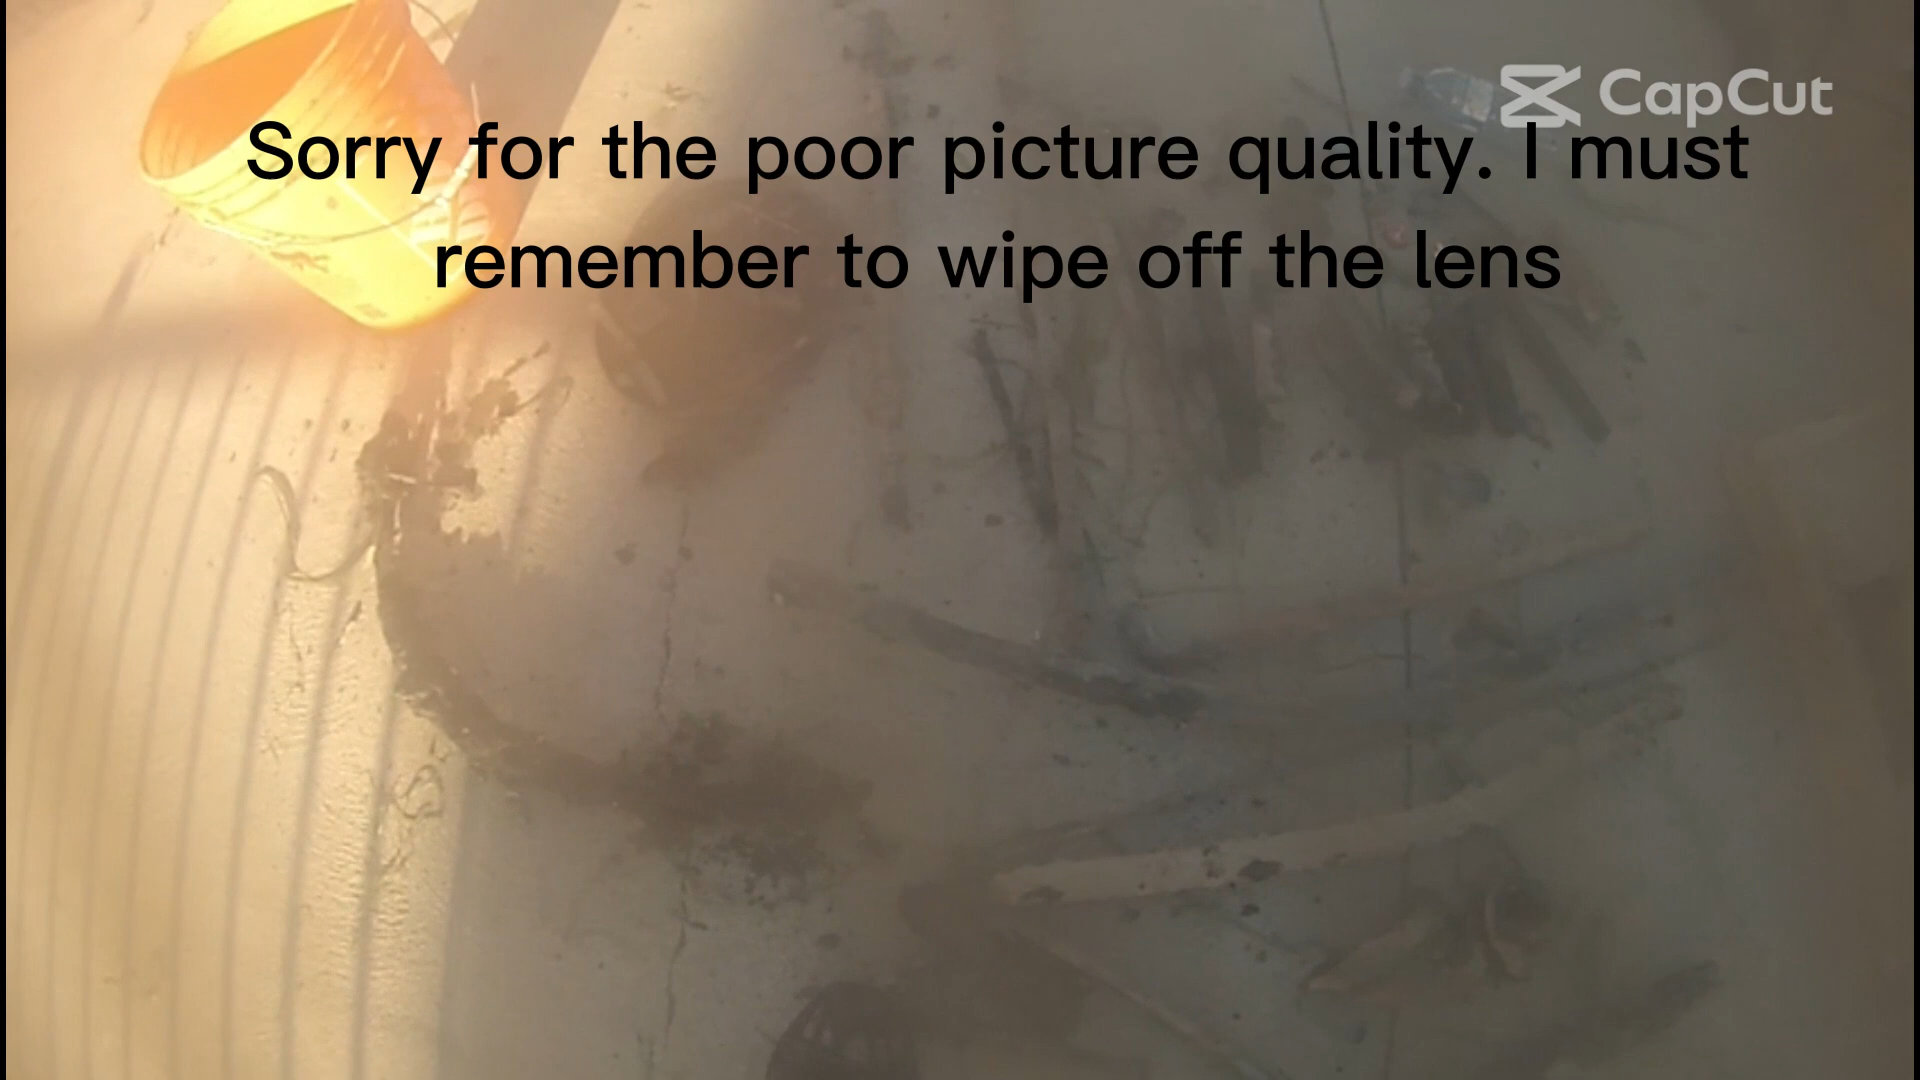 CapCut
Sorry for the poor picture quality. I must
remember to wipe off the lens